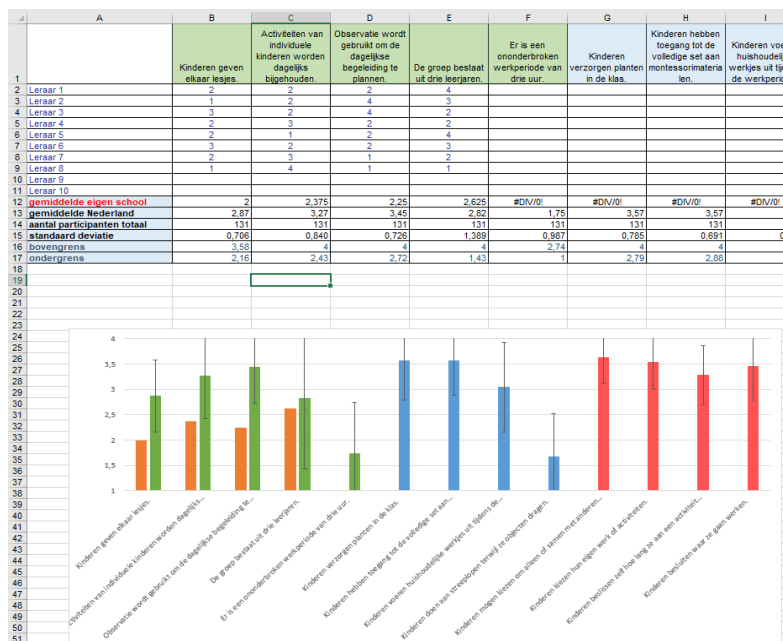 A B C D E F G H I
1 Kinderen geven elkaar lesjes. Activiteiten van individuele kinderen worden dagelijks bijgehouden. Observatie wordt gebruikt om de dagelijkse begeleiding te plannen. De groep bestaat uit drie leerjaren. Er is een ononderbroken werkperiode van drie uur. Kinderen verzorgen planten in de klas. Kinderen hebben toegang tot de volledige set aan montessorimateria len.
2 Leraar 1 2 2 2 4
3 Leraar 2 1 2 4 3
4 Leraar 3 3 2 4 2
5 Leraar 4 2 3 2 2
6 Leraar 5 2 1 2 4
7 Leraar 6 3 2 2 3
8 Leraar 7 2 3 1 2
9 Leraar 8 1 4 1 1
10 Leraar 9
11 Leraar 10
12 gemiddelde eigen school 2 2,375 2,25 2,625 #DIV/0! #DIV/0! #DIV/0! #DIV/0!
13 gemiddelde Nederland 2,87 3,27 3,45 2,82 1,75 3,57 3,57
14 aantal participanten totaal 131 131 131 131 131 131 131
15 standaard deviatie 0,706 0,840 0,726 1,389 0,987 0,785 0,691
16 bovengrens 3,58 4 4 4 2,74 4 4
17 ondergrens 2,16 2,43 2,72 1,43 1 2,79 2,88
18
19
20
21
22
23
24
25
26
27
28
29
30
31
32
33
34
35
36
37
38
39
40
41
42
43
44
45
46
47
48
49
50
51
4
3,5
3
2,5
2
1,5
1
Kinderen geven elkaar lesjes.
ctiviteiten van individuele kinderen worden dagelijks...
Observatie wordt gebruikt om de dagelijkse begeleiding te...
De groep bestaat uit drie leerjaren.
Er is een ononderbroken werkperiode van drie uur.
Kinderen verzorgen planten in de klas.
Kinderen hebben toegang tot de volledige set aan...
Kinderen voeren huishoudelijke werkjes uit tijdens de...
Kinderen doen aan streeplopen terwijl ze objecten dragen.
Kinderen mogen kiezen om alleen of samen met anderen...
Kinderen kiezen hun eigen werk of activiteiten.
Kinderen beslissen zelf hoe lang ze aan een activiteit...
Kinderen besluiten waar ze gaan werken.